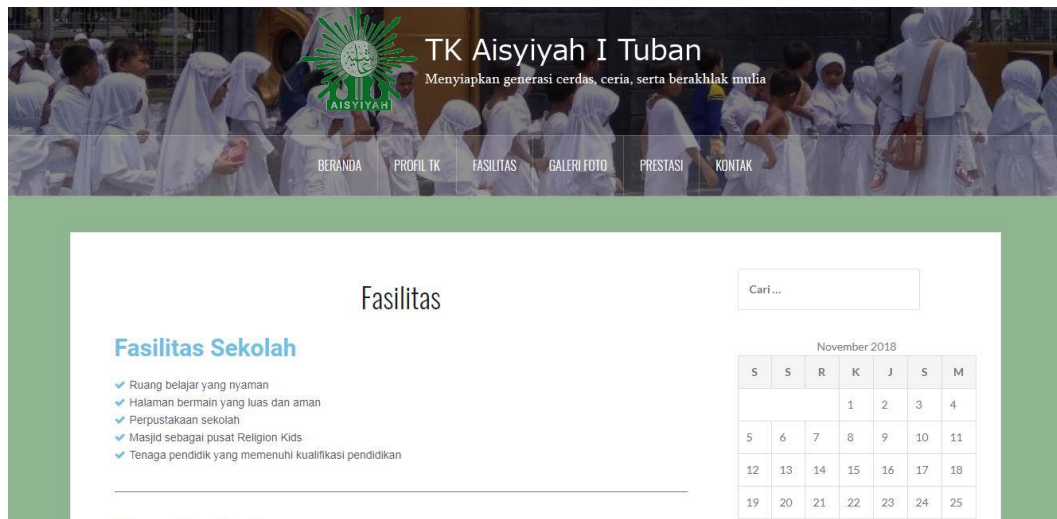 TK Aisyiyah I Tuban
Menyiapkan generasi cerdas, ceria, serta berakhlak mulia
AISYIYAH
BERANDA PROFIL TK FASILITAS GALERI FOTO PRESTASI KONTAK
Fasilitas
Fasilitas Sekolah
Ruang belajar yang nyaman
Halaman bermain yang luas dan aman
Perpustakaan sekolah
Masjid sebagai pusat Religion Kids
Tenaga pendidik yang memenuhi kualifikasi pendidikan
Cari ...
November 2018
S S R K J S M
1 2 3 4
5 6 7 8 9 10 11
12 13 14 15 16 17 18
19 20 21 22 23 24 25